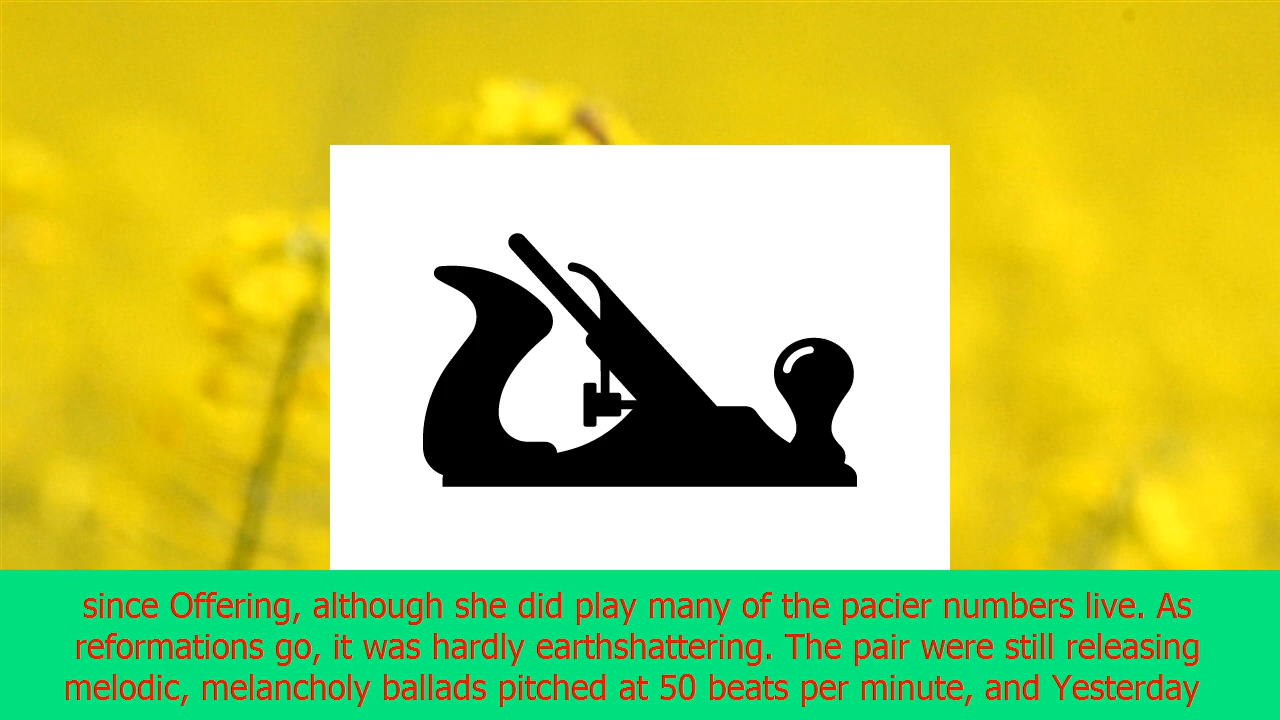 since Offering, although she did play many of the pacier numbers live. As
reformations go, it was hardly earthshattering. The pair were still releasing
melodic, melancholy ballads pitched at 50 beats per minute, and Yesterday